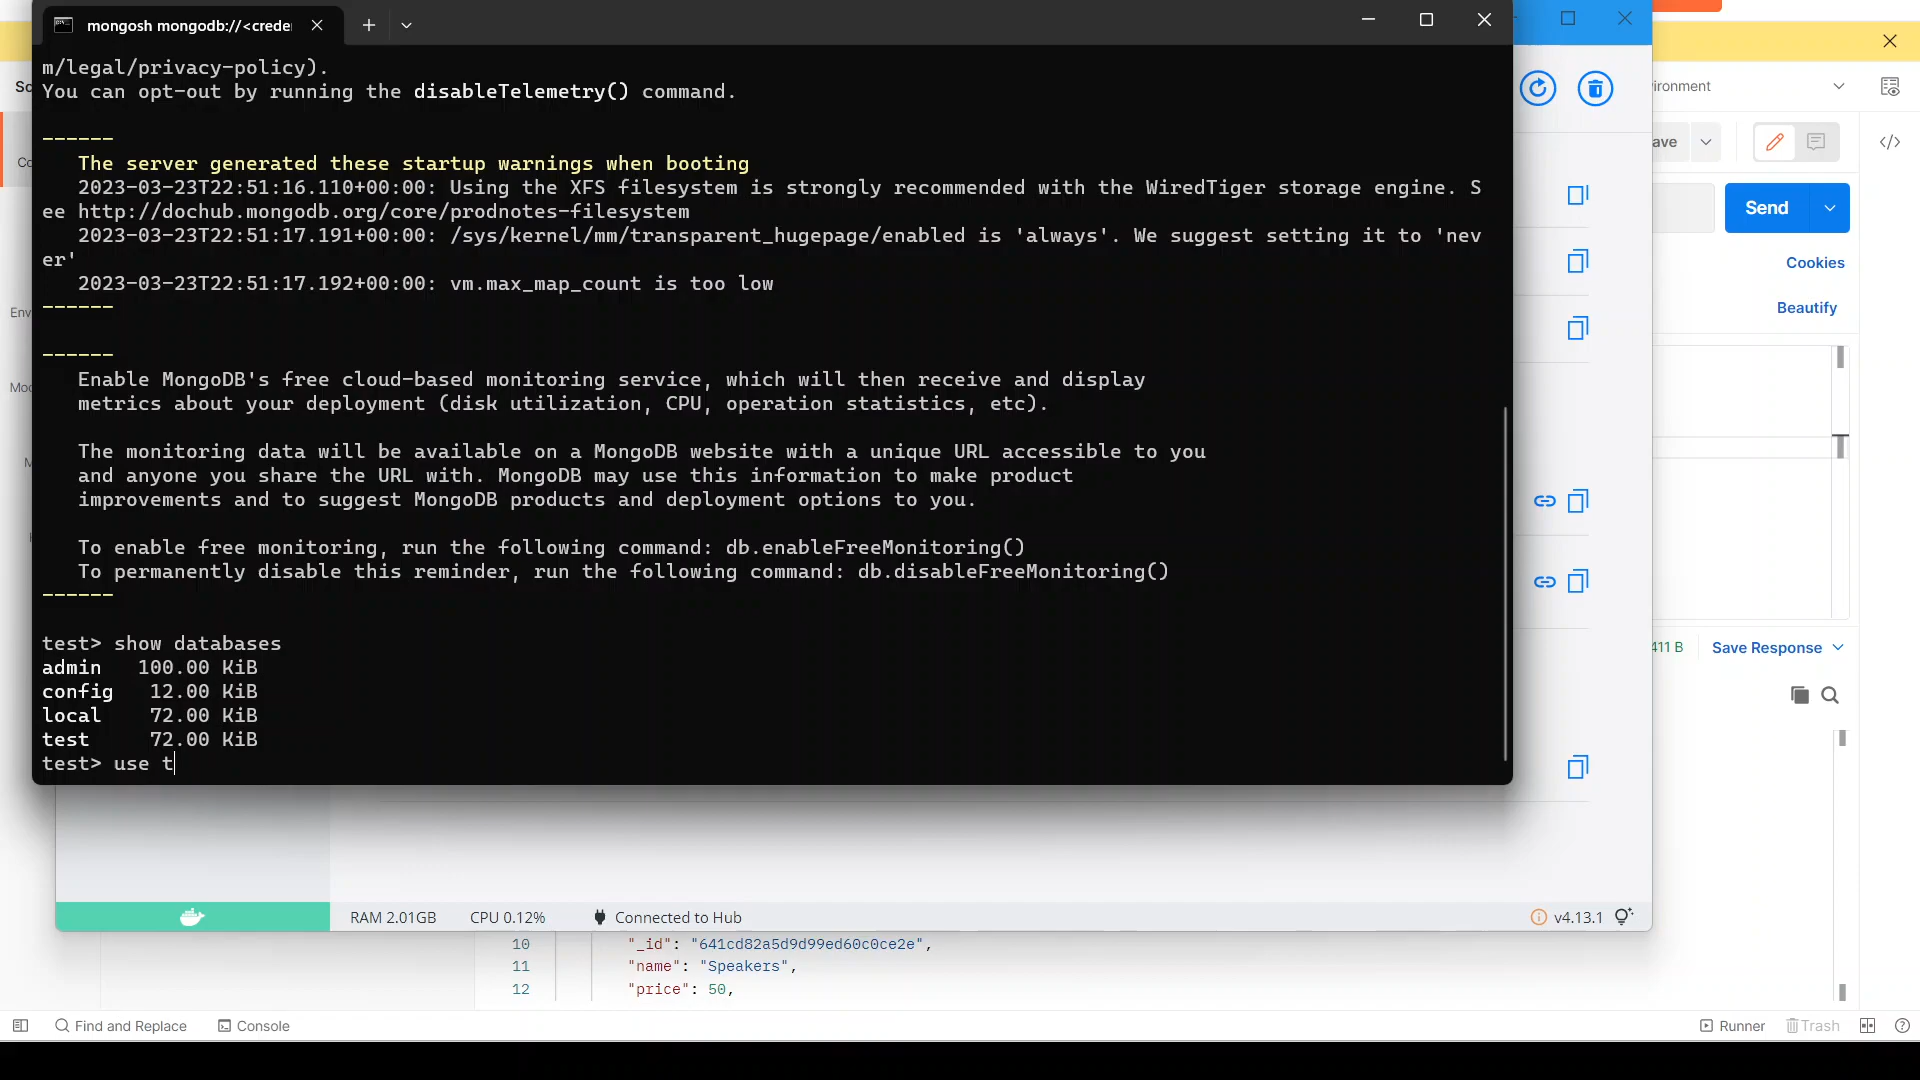 mongosh mongodb://<crede
m/legal/privacy-policy).
You can opt-out by running the disableTelemetry() command.
------
The server generated these startup warnings when booting
2023-03-23T22:51:16.110+00:00: Using the XFS filesystem is strongly recommended with the WiredTiger storage engine. S
ee http://dochub.mongodb.org/core/prodnotes-filesystem
2023-03-23T22:51:17.191+00:00: /sys/kernel/mm/transparent_hugepage/enabled is 'always'. We suggest setting it to 'nev
er'
2023-03-23T22:51:17.192+00:00: vm.max_map_count is too low
------
------
Enable MongoDB's free cloud-based monitoring service, which will then receive and display
metrics about your deployment (disk utilization, CPU, operation statistics, etc).
The monitoring data will be available on a MongoDB website with a unique URL accessible to you
and anyone you share the URL with. MongoDB may use this information to make product
improvements and to suggest MongoDB products and deployment options to you.
To enable free monitoring, run the following command: db.enableFreeMonitoring()
To permanently disable this reminder, run the following command: db.disableFreeMonitoring()
------
test> show databases
admin 100.00 KiB
config 12.00 KiB
local 72.00 KiB
test 72.00 KiB
test> use t
Sc
Co
Env
Moc
ironment
ave
</>
Send
Cookies
Beautify
411 B
Save Response
RAM 2.01GB
CPU 0.12%
Connected to Hub
v4.13.1
10 "_id": "641cd82a5d9d99ed60c0ce2e",
11 "name": "Speakers",
12 "price": 50,
Find and Replace
Console
Runner
Trash